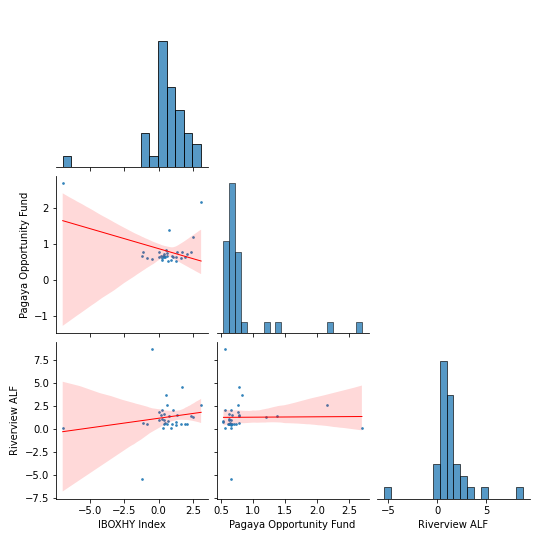 Pagaya Opportunity Fund
2
1
0
−1
Riverview ALF
7.5
5.0
2.5
0.0
−2.5
−5.0
−7.5
−5.0 −2.5 0.0 2.5
IBOXHY Index
0.5 1.0 1.5 2.0 2.5
Pagaya Opportunity Fund
−5 0 5
Riverview ALF